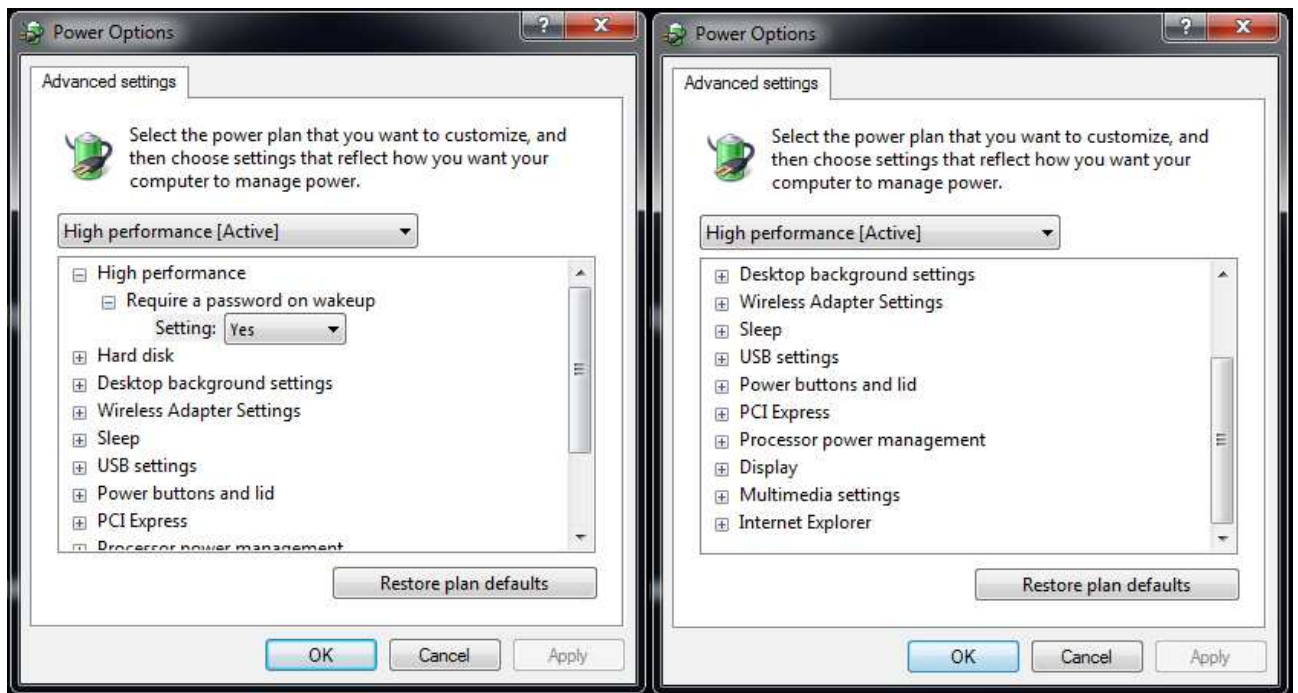 Power Options
?
X
Advanced settings
Select the power plan that you want to customize, and
then choose settings that reflect how you want your
computer to manage power.
High performance [Active]
High performance
Require a password on wakeup
Setting: Yes
Hard disk
Desktop background settings
Wireless Adapter Settings
Sleep
USB settings
Power buttons and lid
PCI Express
Processor power management
Restore plan defaults
OK
Cancel
Apply
Power Options
?
X
Advanced settings
Select the power plan that you want to customize, and
then choose settings that reflect how you want your
computer to manage power.
High performance [Active]
Desktop background settings
Wireless Adapter Settings
Sleep
USB settings
Power buttons and lid
PCI Express
Processor power management
Display
Multimedia settings
Internet Explorer
Restore plan defaults
OK
Cancel
Apply